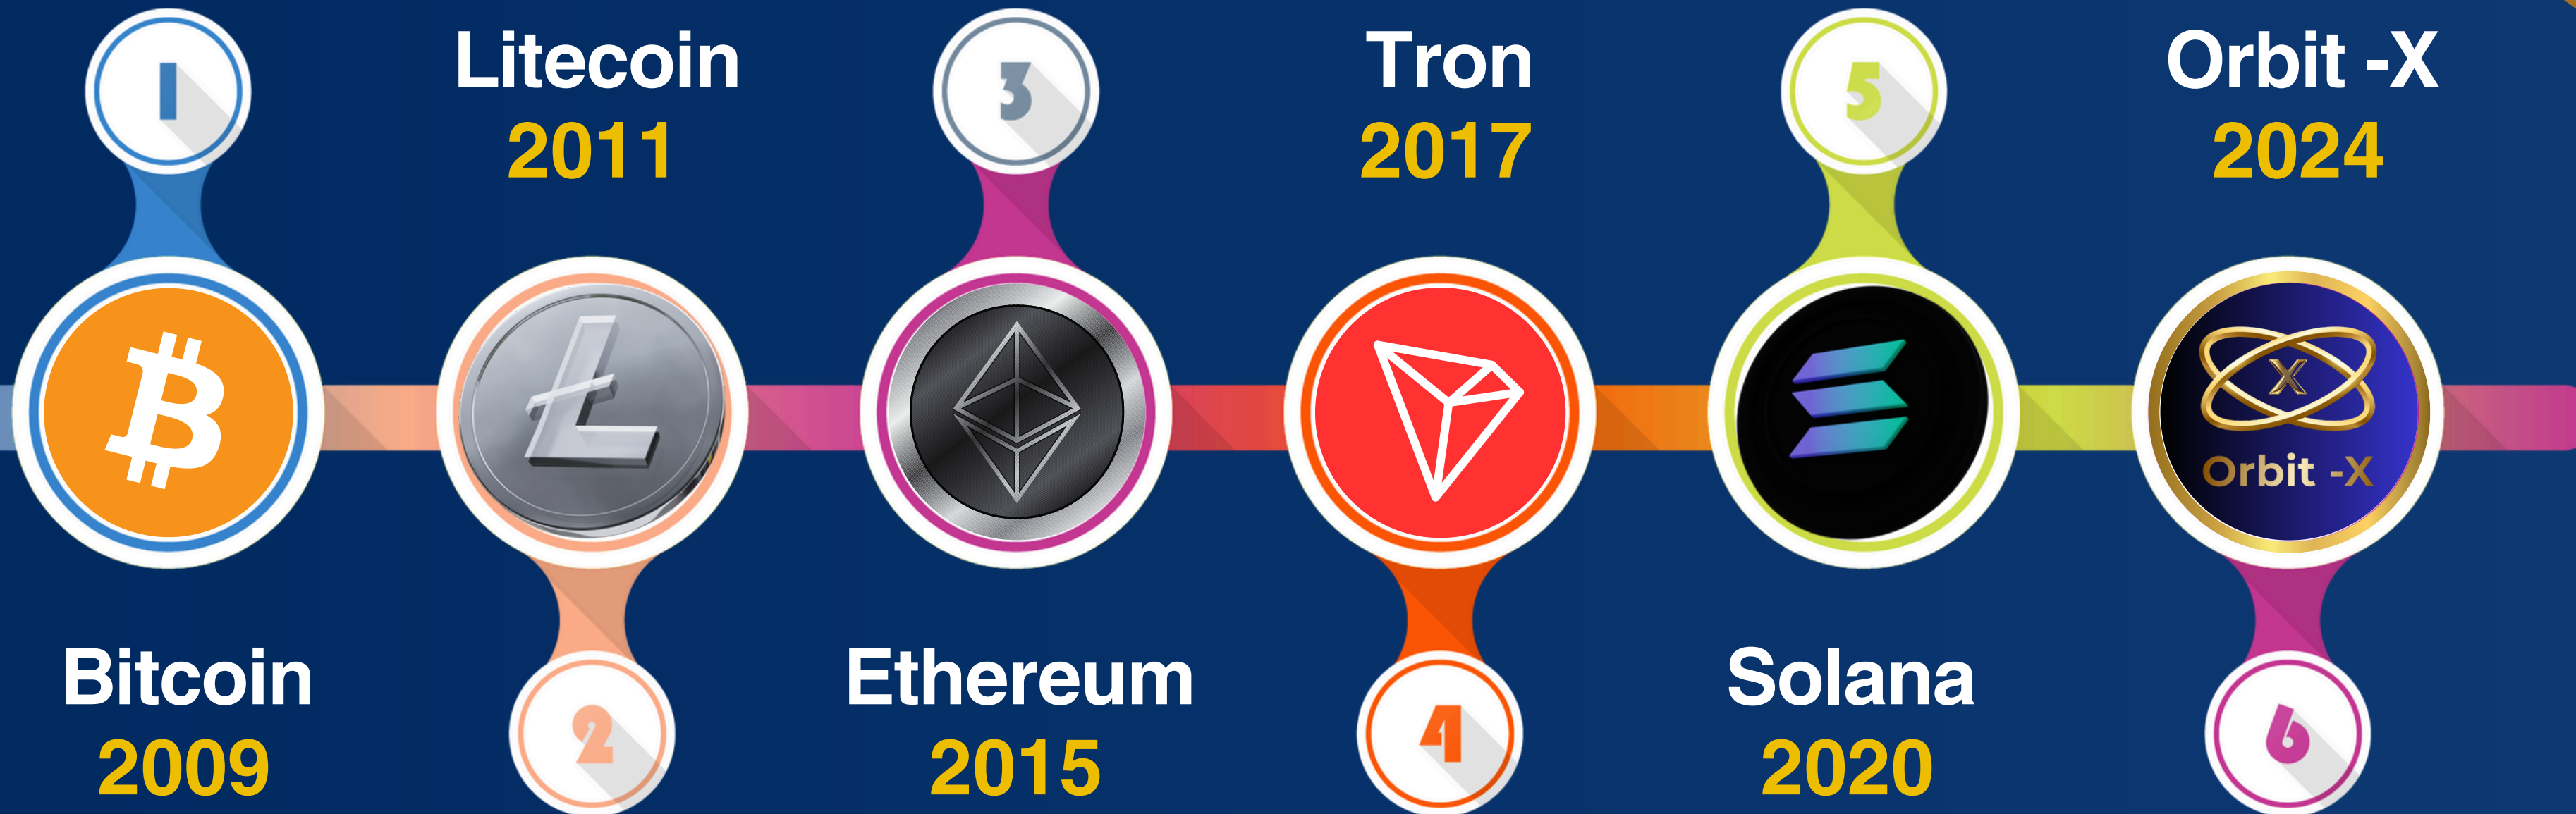 1
Bitcoin
2009
Litecoin
2011
2
3
Ethereum
2015
Tron
2017
4
5
Solana
2020
Orbit -X
2024
X
Orbit -X
6